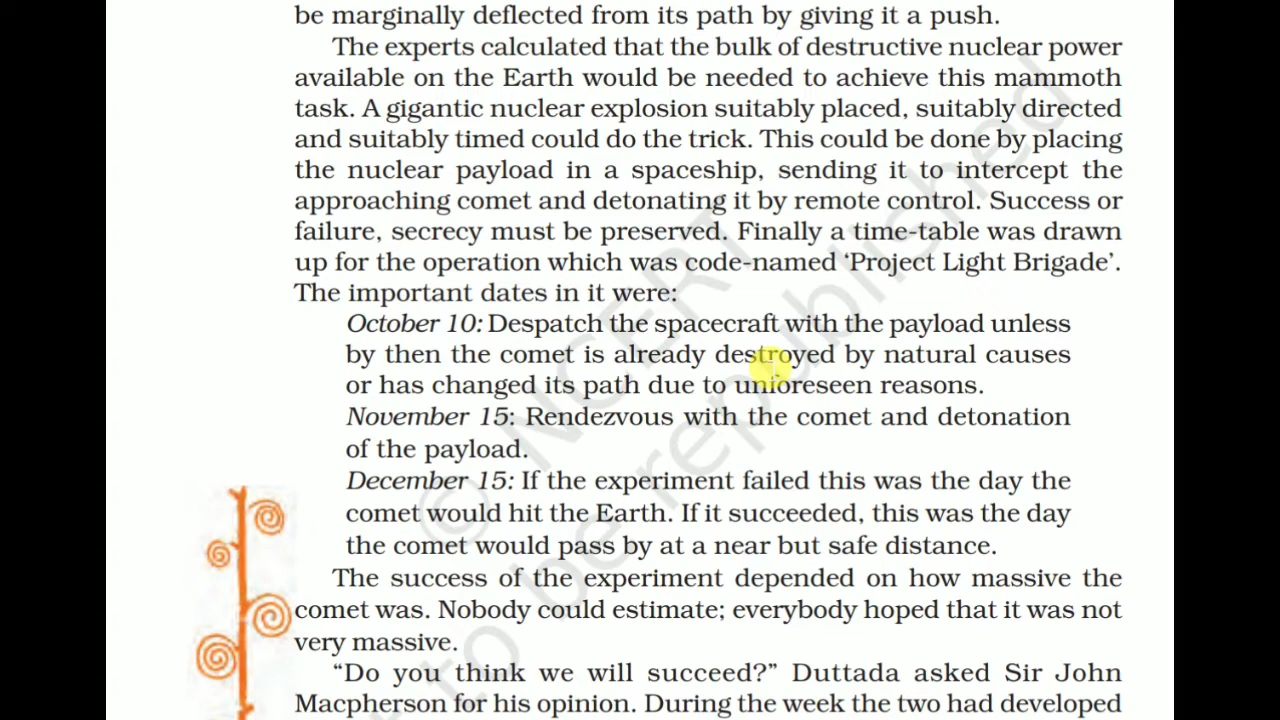 be marginally deflected from its path by giving it a push.
The experts calculated that the bulk of destructive nuclear power
available on the Earth would be needed to achieve this mammoth
task. A gigantic nuclear explosion suitably placed, suitably directed
and suitably timed could do the trick. This could be done by placing
the nuclear payload in a spaceship, sending it to intercept the
approaching comet and detonating it by remote control. Success or
failure, secrecy must be preserved. Finally a time-table was drawn
up for the operation which was code-named ‘Project Light Brigade’.
The important dates in it were:
October 10: Despatch the spacecraft with the payload unless
by then the comet is already destroyed by natural causes
or has changed its path due to unforeseen reasons.
November 15: Rendezvous with the comet and detonation
of the payload.
December 15: If the experiment failed this was the day the
comet would hit the Earth. If it succeeded, this was the day
the comet would pass by at a near but safe distance.
The success of the experiment depended on how massive the
comet was. Nobody could estimate; everybody hoped that it was not
very massive.
“Do you think we will succeed?” Duttada asked Sir John
Macpherson for his opinion. During the week the two had developed
© NCERT
to be republished